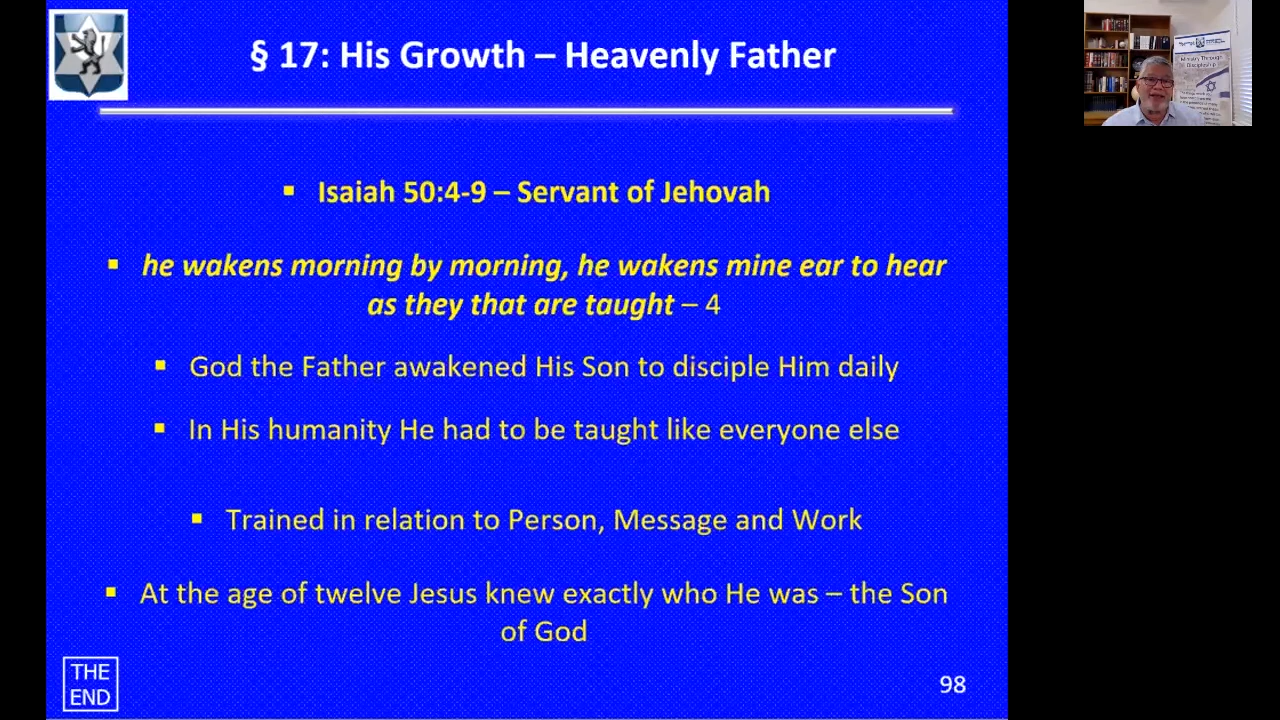 § 17: His Growth – Heavenly Father
▪ Isaiah 50:4-9 – Servant of Jehovah
▪ he wakens morning by morning, he wakens mine ear to hear
as they that are taught – 4
▪ God the Father awakened His Son to disciple Him daily
▪ In His humanity He had to be taught like everyone else
▪ Trained in relation to Person, Message and Work
▪ At the age of twelve Jesus knew exactly who He was – the Son
of God
THE
END
98
Ministry Through
Discipleship